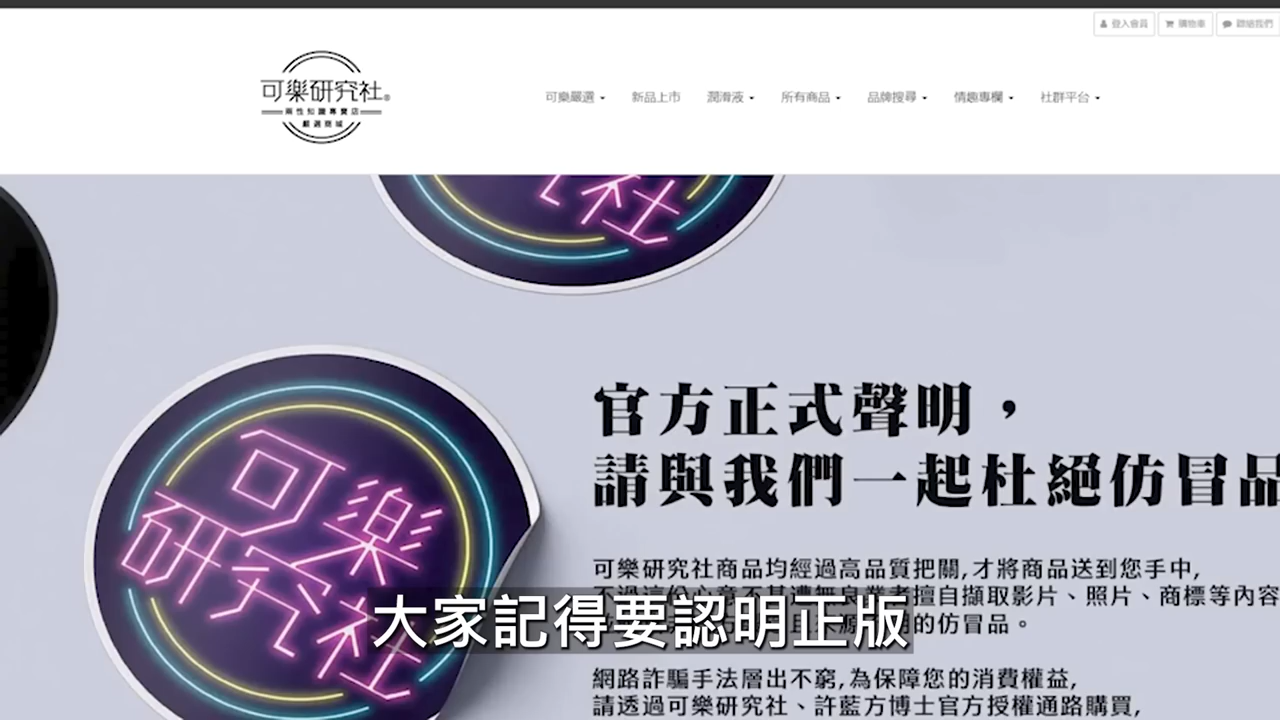 登入會員 購物車 聯絡我們
可樂研究社®
兩性知識專賣店
嚴選商城
可樂嚴選 新品上市 潤滑液 所有商品 品牌搜尋 情趣專欄 社群平台
究社
可樂
研究社
官方正式聲明，
請與我們一起杜絕仿冒品
可樂研究社商品均經過高品質把關，才將商品送到您手中，
擅自擷取影片、照片、商標等內容
的仿冒品。
大家記得要認明正版
網路詐騙手法層出不窮，為保障您的消費權益，
請透過可樂研究社、許藍方博士官方授權通路購買，